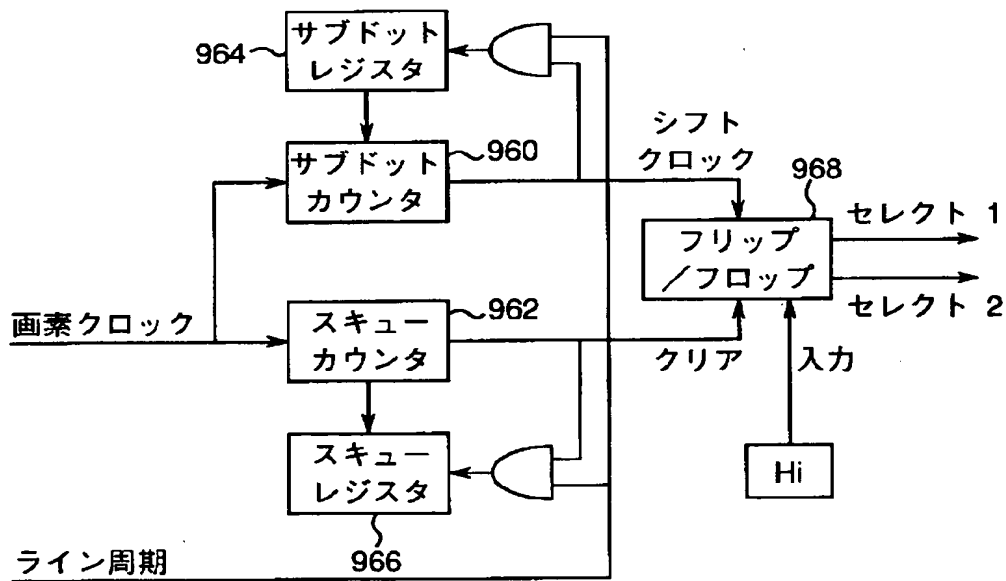 964
サブドット
レジスタ
サブドット
カウンタ
960
シフト
クロック
968
フリップ
／フロップ
セレクト 1
セレクト 2
画素クロック
スキュー
カウンタ
962
クリア
入力
スキュー
レジスタ
Hi
966
ライン周期